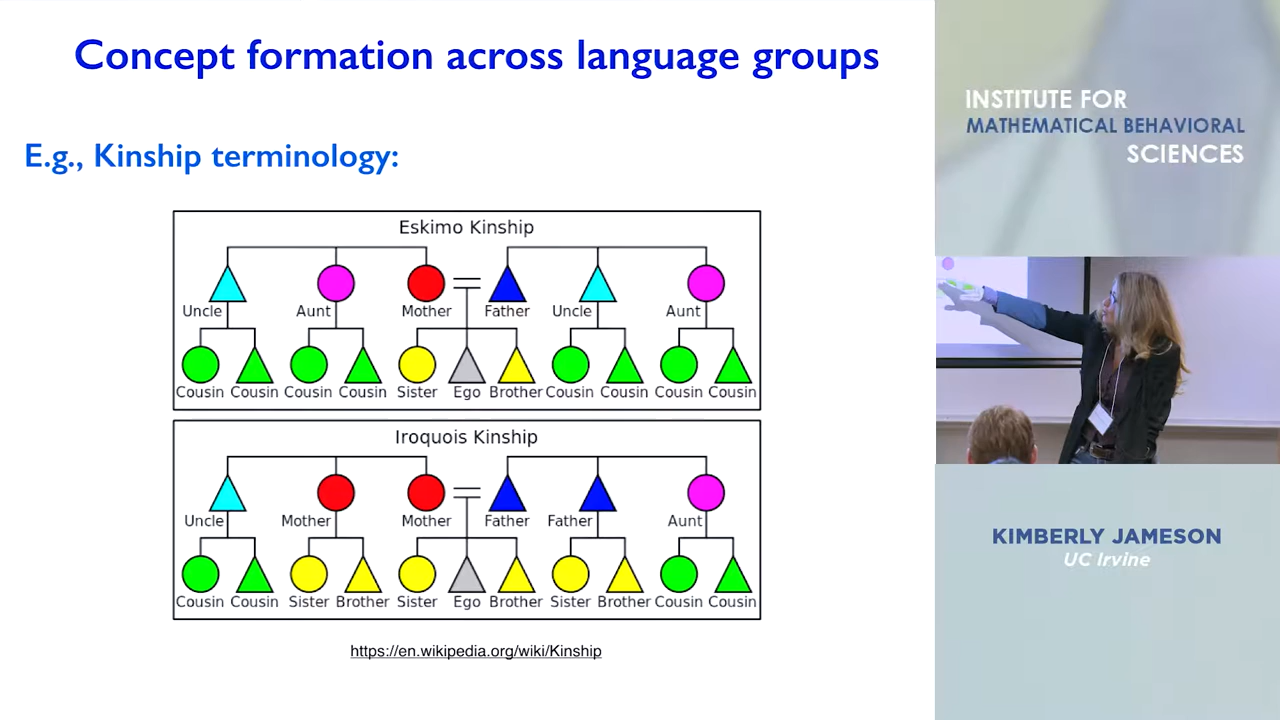 Concept formation across language groups
E.g., Kinship terminology:
Eskimo Kinship
Uncle Aunt Mother Father Uncle Aunt
Cousin Cousin Cousin Cousin Sister Ego Brother Cousin Cousin Cousin Cousin
Iroquois Kinship
Uncle Mother Mother Father Father Aunt
Cousin Cousin Sister Brother Sister Ego Brother Sister Brother Cousin Cousin
https://en.wikipedia.org/wiki/Kinship
INSTITUTE FOR
MATHEMATICAL BEHAVIORAL
SCIENCES
KIMBERLY JAMESON
UC Irvine